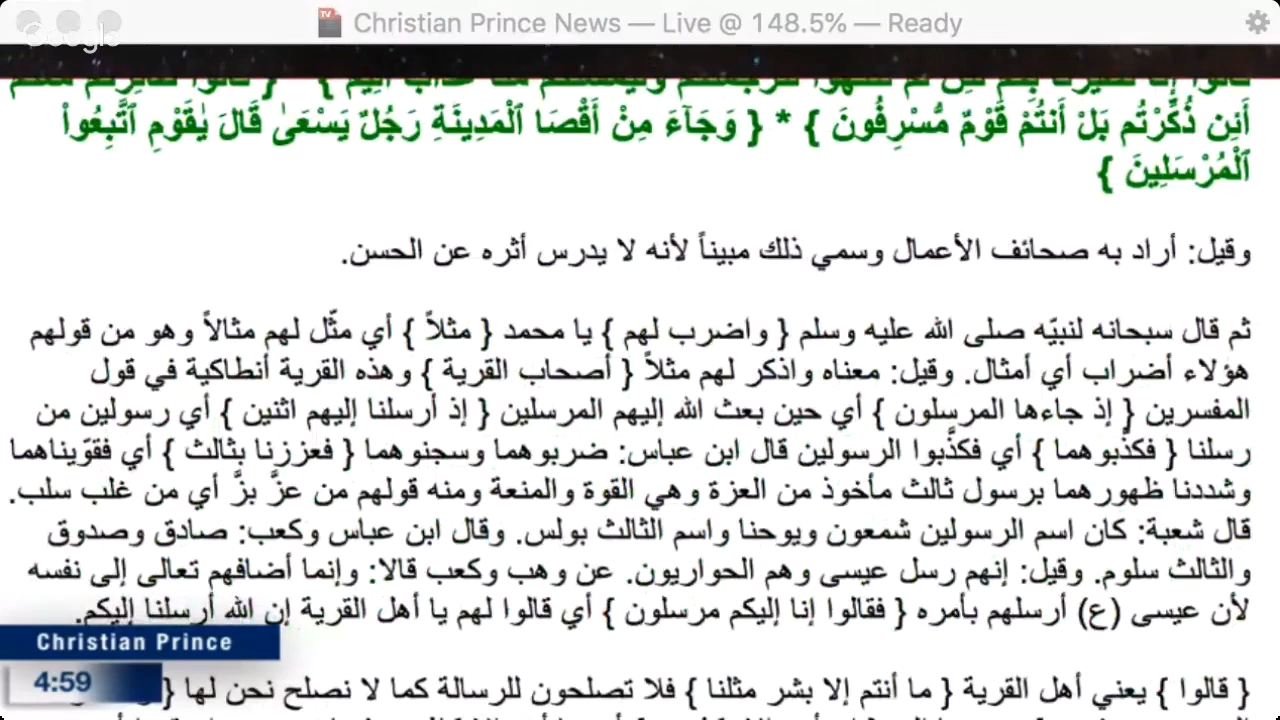 Christian Prince News — Live @ 148.5% — Ready
Google
أَئِن ذُكِّرْتُم بَلْ أَنتُمْ قَوْمٌ مُّسْرِفُونَ } * { وَجَآءَ مِنْ أَقْصَا ٱلْمَدِينَةِ رَجُلٌ يَسْعَىٰ قَالَ يٰقَوْمِ ٱتَّبِعُواْ
ٱلْمُرْسَلِينَ }
وقيل: أراد به صحائف الأعمال وسمي ذلك مبيناً لأنه لا يدرس أثره عن الحسن.
ثم قال سبحانه لنبيّه صلى الله عليه وسلم { واضرب لهم } يا محمد { مثلاً } أي مثّل لهم مثالاً وهو من قولهم
هؤلاء أضراب أي أمثال. وقيل: معناه واذكر لهم مثلاً { أصحاب القرية } وهذه القرية أنطاكية في قول
المفسرين { إذ جاءها المرسلون } أي حين بعث الله إليهم المرسلين { إذ أرسلنا إليهم اثنين } أي رسولين من
رسلنا { فكذَّبوهما } أي فكذَّبوا الرسولين قال ابن عباس: ضربوهما وسجنوهما { فعززنا بثالث } أي فقوّيناهما
وشددنا ظهورهما برسول ثالث مأخوذ من العزة وهي القوة والمنعة ومنه قولهم من عزَّ بزَّ أي من غلب سلب.
قال شعبة: كان اسم الرسولين شمعون ويوحنا واسم الثالث بولس. وقال ابن عباس وكعب: صادق وصدوق
والثالث سلوم. وقيل: إنهم رسل عيسى وهم الحواريون. عن وهب وكعب قالا: وإنما أضافهم تعالى إلى نفسه
لأن عيسى (ع) أرسلهم بأمره { فقالوا إنا إليكم مرسلون } أي قالوا لهم يا أهل القرية إن الله أرسلنا إليكم.
Christian Prince
4:59
{ قالوا } يعني أهل القرية { ما أنتم إلا بشر مثلنا } فلا تصلحون للرسالة كما لا نصلح نحن لها {